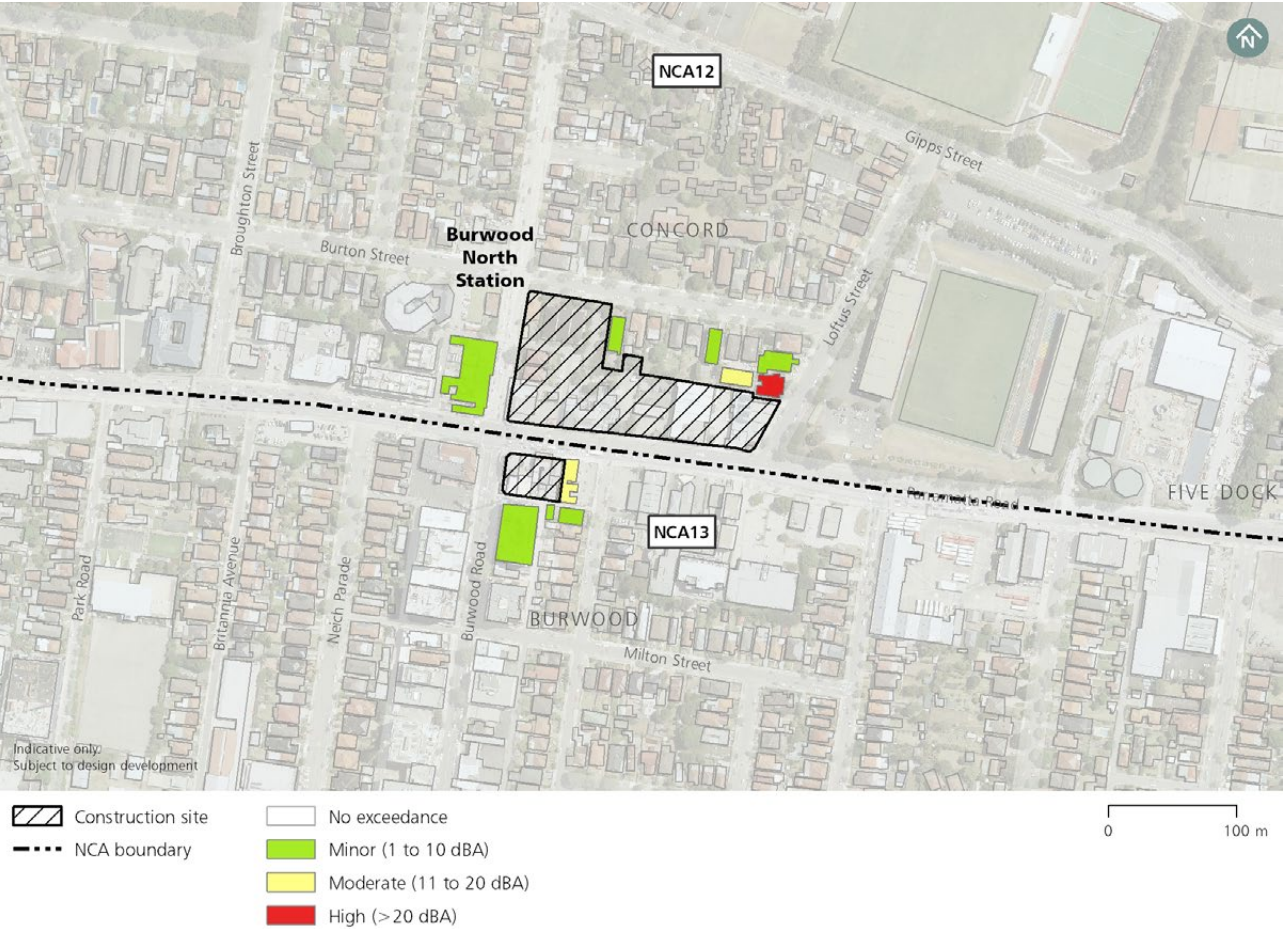 N
NCA12
Gipps Street
Broughton Street
CONCORD
Burwood
North
Station
Burton Street
Loftus Street
Parramatta Road
FIVE DOCK
NCA13
Park Road
Britannia Avenue
Neich Parade
Burwood Road
BURWOOD
Milton Street
Indicative only.
Subject to design development
Construction site
NCA boundary
No exceedance
Minor (1 to 10 dBA)
Moderate (11 to 20 dBA)
High (>20 dBA)
0
100 m